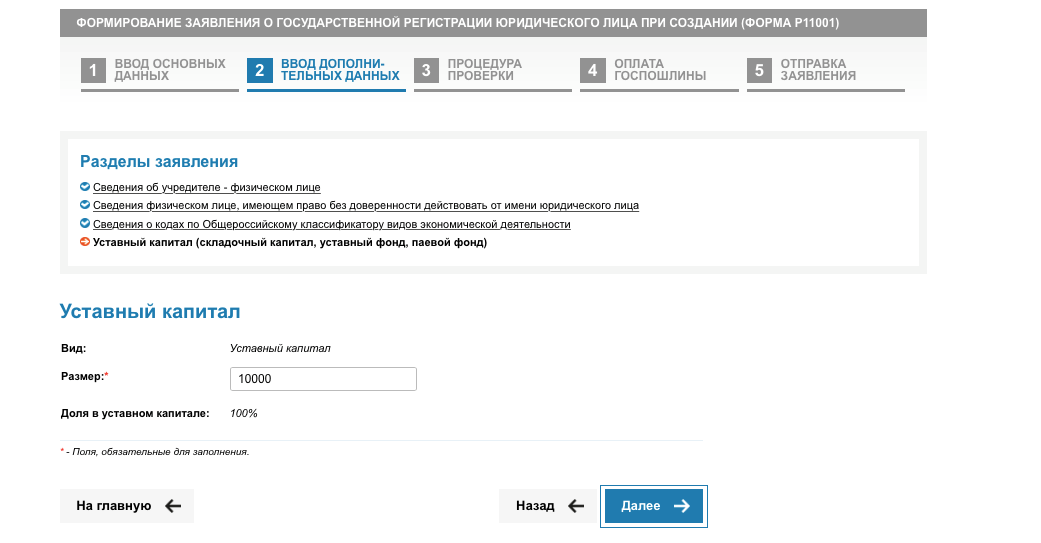 ФОРМИРОВАНИЕ ЗАЯВЛЕНИЯ О ГОСУДАРСТВЕННОЙ РЕГИСТРАЦИИ ЮРИДИЧЕСКОГО ЛИЦА ПРИ СОЗДАНИИ (ФОРМА Р11001)
1 ВВОД ОСНОВНЫХ
ДАННЫХ
2 ВВОД ДОПОЛНИ-
ТЕЛЬНЫХ ДАННЫХ
3 ПРОЦЕДУРА
ПРОВЕРКИ
4 ОПЛАТА
ГОСПОШЛИНЫ
5 ОТПРАВКА
ЗАЯВЛЕНИЯ
Разделы заявления
Сведения об учредителе - физическом лице
Сведения физическом лице, имеющем право без доверенности действовать от имени юридического лица
Сведения о кодах по Общероссийскому классификатору видов экономической деятельности
Уставный капитал (складочный капитал, уставный фонд, паевой фонд)
Уставный капитал
Вид: Уставный капитал
Размер:* 10000
Доля в уставном капитале: 100%
* - Поля, обязательные для заполнения.
На главную Назад Далее